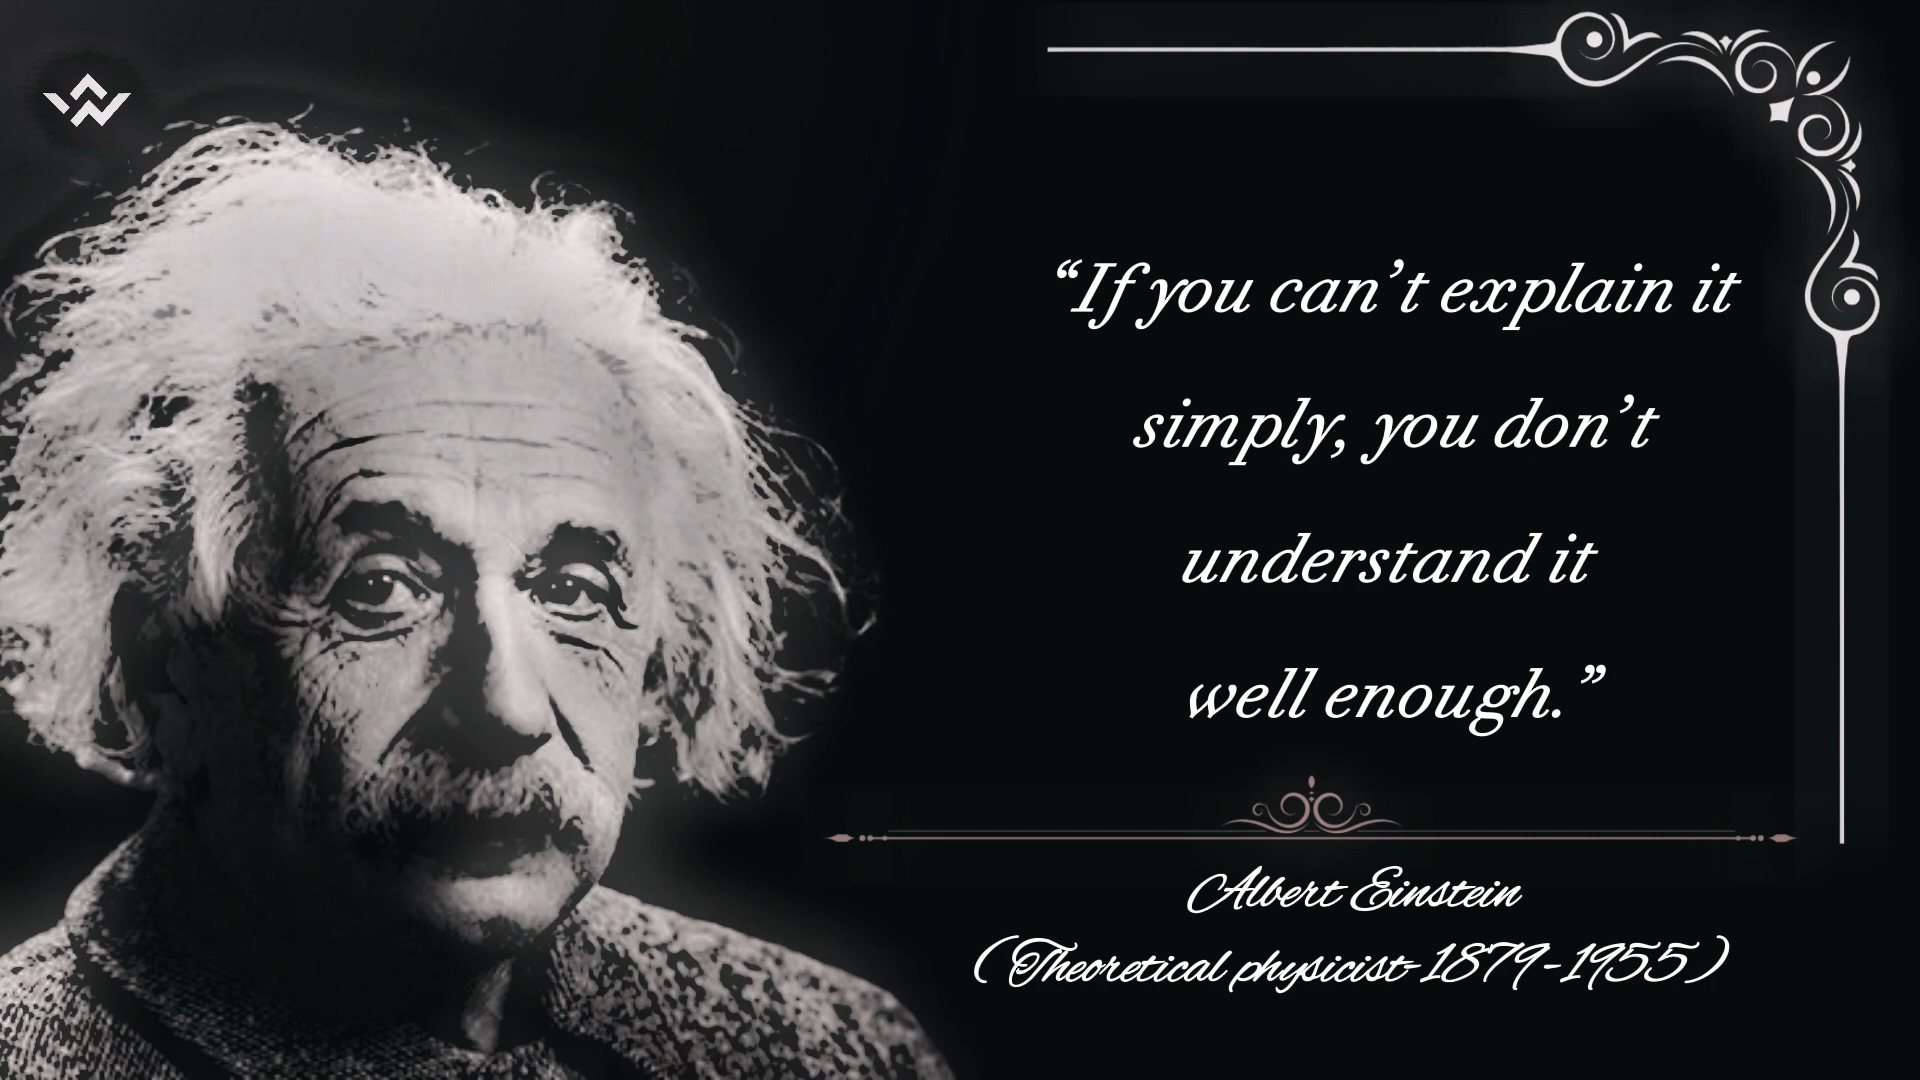 “If you can’t explain it
simply, you don’t
understand it
well enough.”
Albert Einstein
(Theoretical physicist-1879-1955)